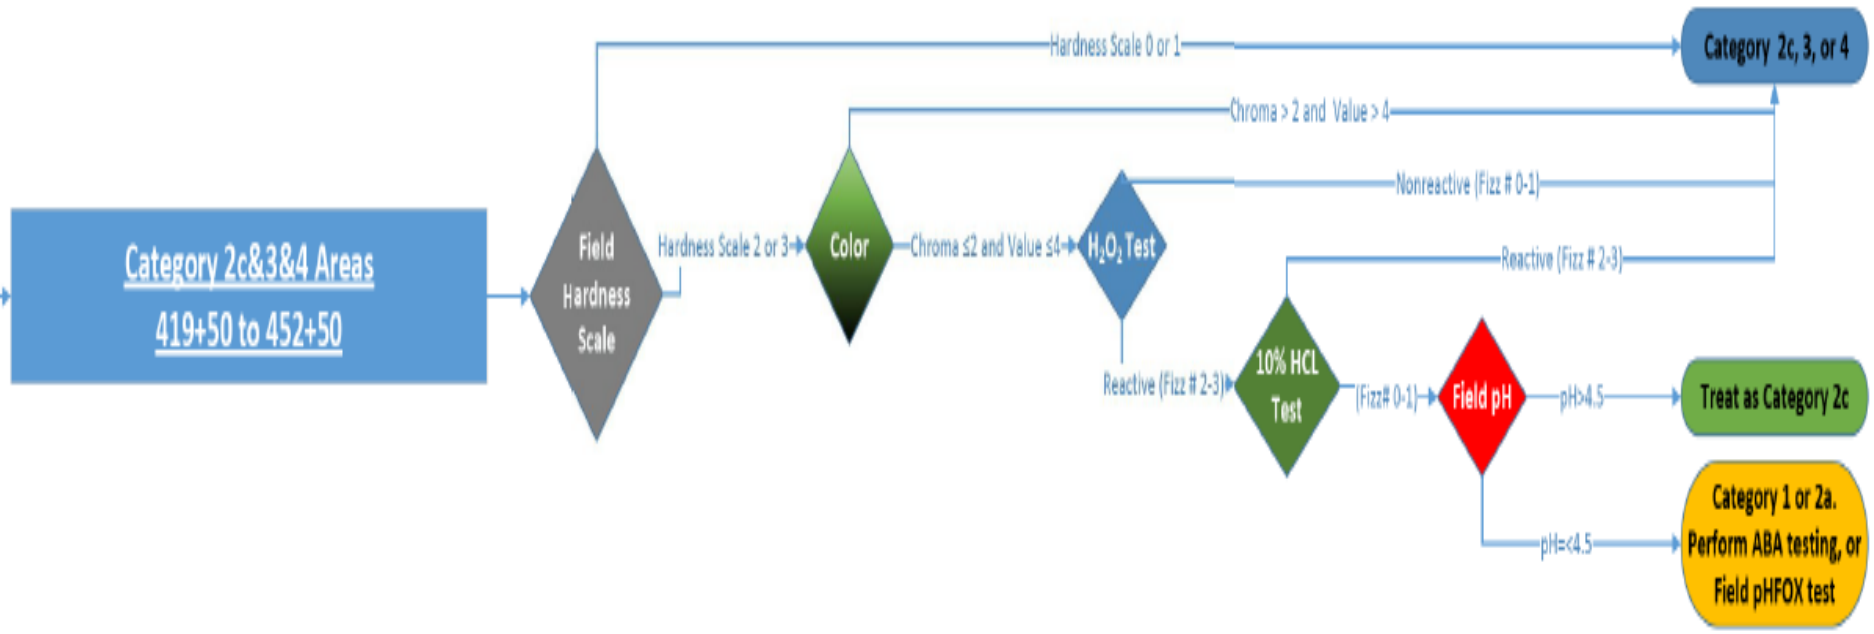 Hardness Scale 0 or 1
Category 2c, 3, or 4
Chroma > 2 and Value > 4
Nonreactive (Fizz # 0-1)
Category 2c&3&4 Areas
419+50 to 452+50
Field
Hardness
Scale
Hardness Scale 2 or 3
Color
Chroma ≤2 and Value ≤4
H₂O₂ Test
Reactive (Fizz # 2-3)
Reactive (Fizz # 2-3)
10% HCL
Test
(Fizz# 0-1)
Field pH
pH>4.5
Treat as Category 2c
pH=<4.5
Category 1 or 2a.
Perform ABA testing, or
Field pHFOX test